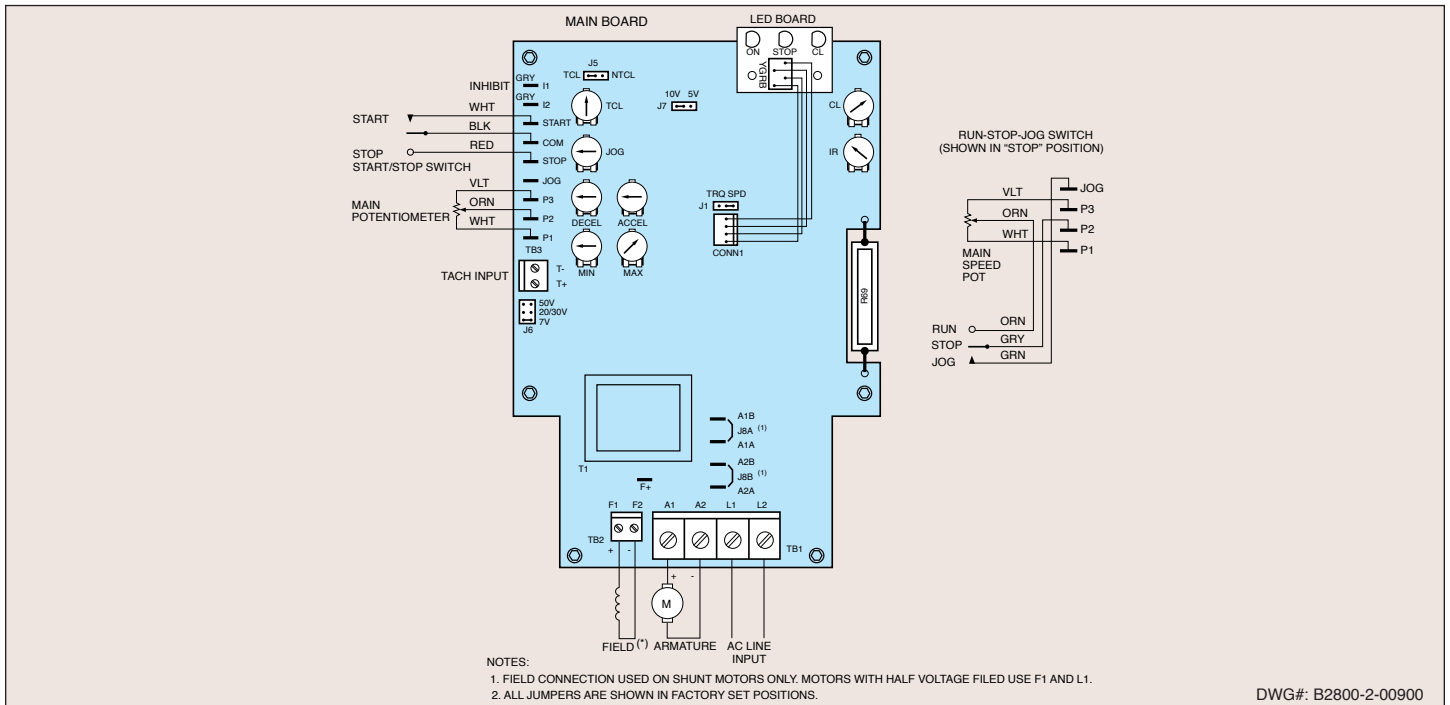 MAIN BOARD
LED BOARD
ON STOP CL
YGRB
J5
TCL NTCL
10V 5V
J7
INHIBIT
GRY I1
GRY I2
START
WHT START
BLK COM
RED STOP
STOP
START/STOP SWITCH
JOG
VLT P3
MAIN
POTENTIOMETER
ORN P2
WHT P1
TCL
JOG
DECEL ACCEL
MIN MAX
CL
IR
TRQ SPD
J1
CONN1
TB3
TACH INPUT
T-
T+
50V
20/30V
7V
J6
R69
RUN-STOP-JOG SWITCH
(SHOWN IN “STOP” POSITION)
JOG
VLT P3
ORN P2
WHT P1
MAIN
SPEED
POT
RUN ORN
STOP GRY
JOG GRN
T1
A1B
J8A (1)
A1A
A2B
J8B (1)
A2A
F+
F1 F2 A1 A2 L1 L2
TB2
TB1
+ -
+ -
M
FIELD (*) ARMATURE AC LINE
INPUT
NOTES:
1. FIELD CONNECTION USED ON SHUNT MOTORS ONLY. MOTORS WITH HALF VOLTAGE FILED USE F1 AND L1.
2. ALL JUMPERS ARE SHOWN IN FACTORY SET POSITIONS.
DWG#: B2800-2-00900